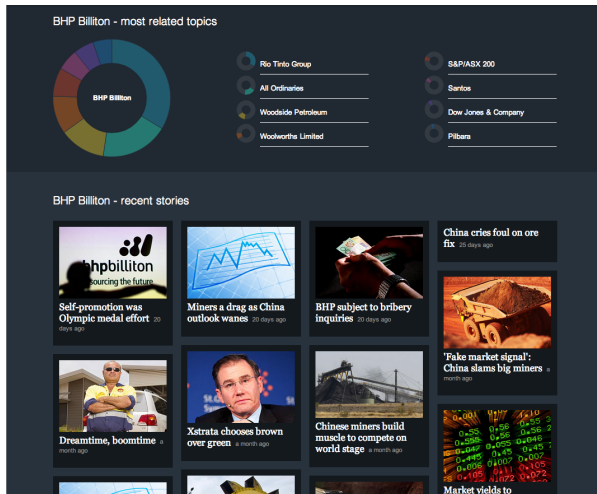 BHP Billiton - most related topics
BHP Billiton
Rio Tinto Group
All Ordinaries
Woodside Petroleum
Woolworths Limited
S&P/ASX 200
Santos
Dow Jones & Company
Pilbara
BHP Billiton - recent stories
bhpbilliton
sourcing the future
Self-promotion was
Olympic medal effort 20
days ago
Dreamtime, boomtime a
month ago
Miners a drag as China
outlook wanes 20 days ago
Xstrata chooses brown
over green a month ago
BHP subject to bribery
inquiries 20 days ago
Chinese miners build
muscle to compete on
world stage a month ago
China cries foul on ore
fix 25 days ago
'Fake market signal':
China slams big miners a
month ago
Market yields to